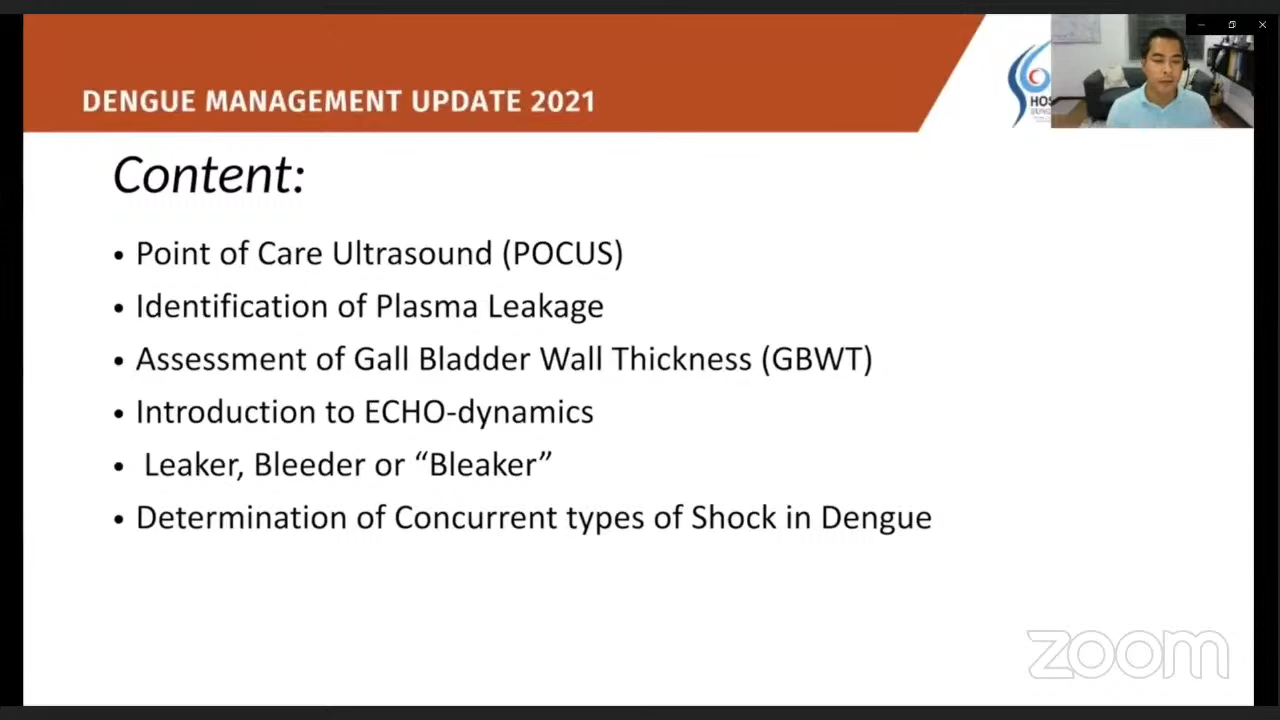 DENGUE MANAGEMENT UPDATE 2021
HOS
Content:
• Point of Care Ultrasound (POCUS)
• Identification of Plasma Leakage
• Assessment of Gall Bladder Wall Thickness (GBWT)
• Introduction to ECHO-dynamics
• Leaker, Bleeder or “Bleaker”
• Determination of Concurrent types of Shock in Dengue
zoom